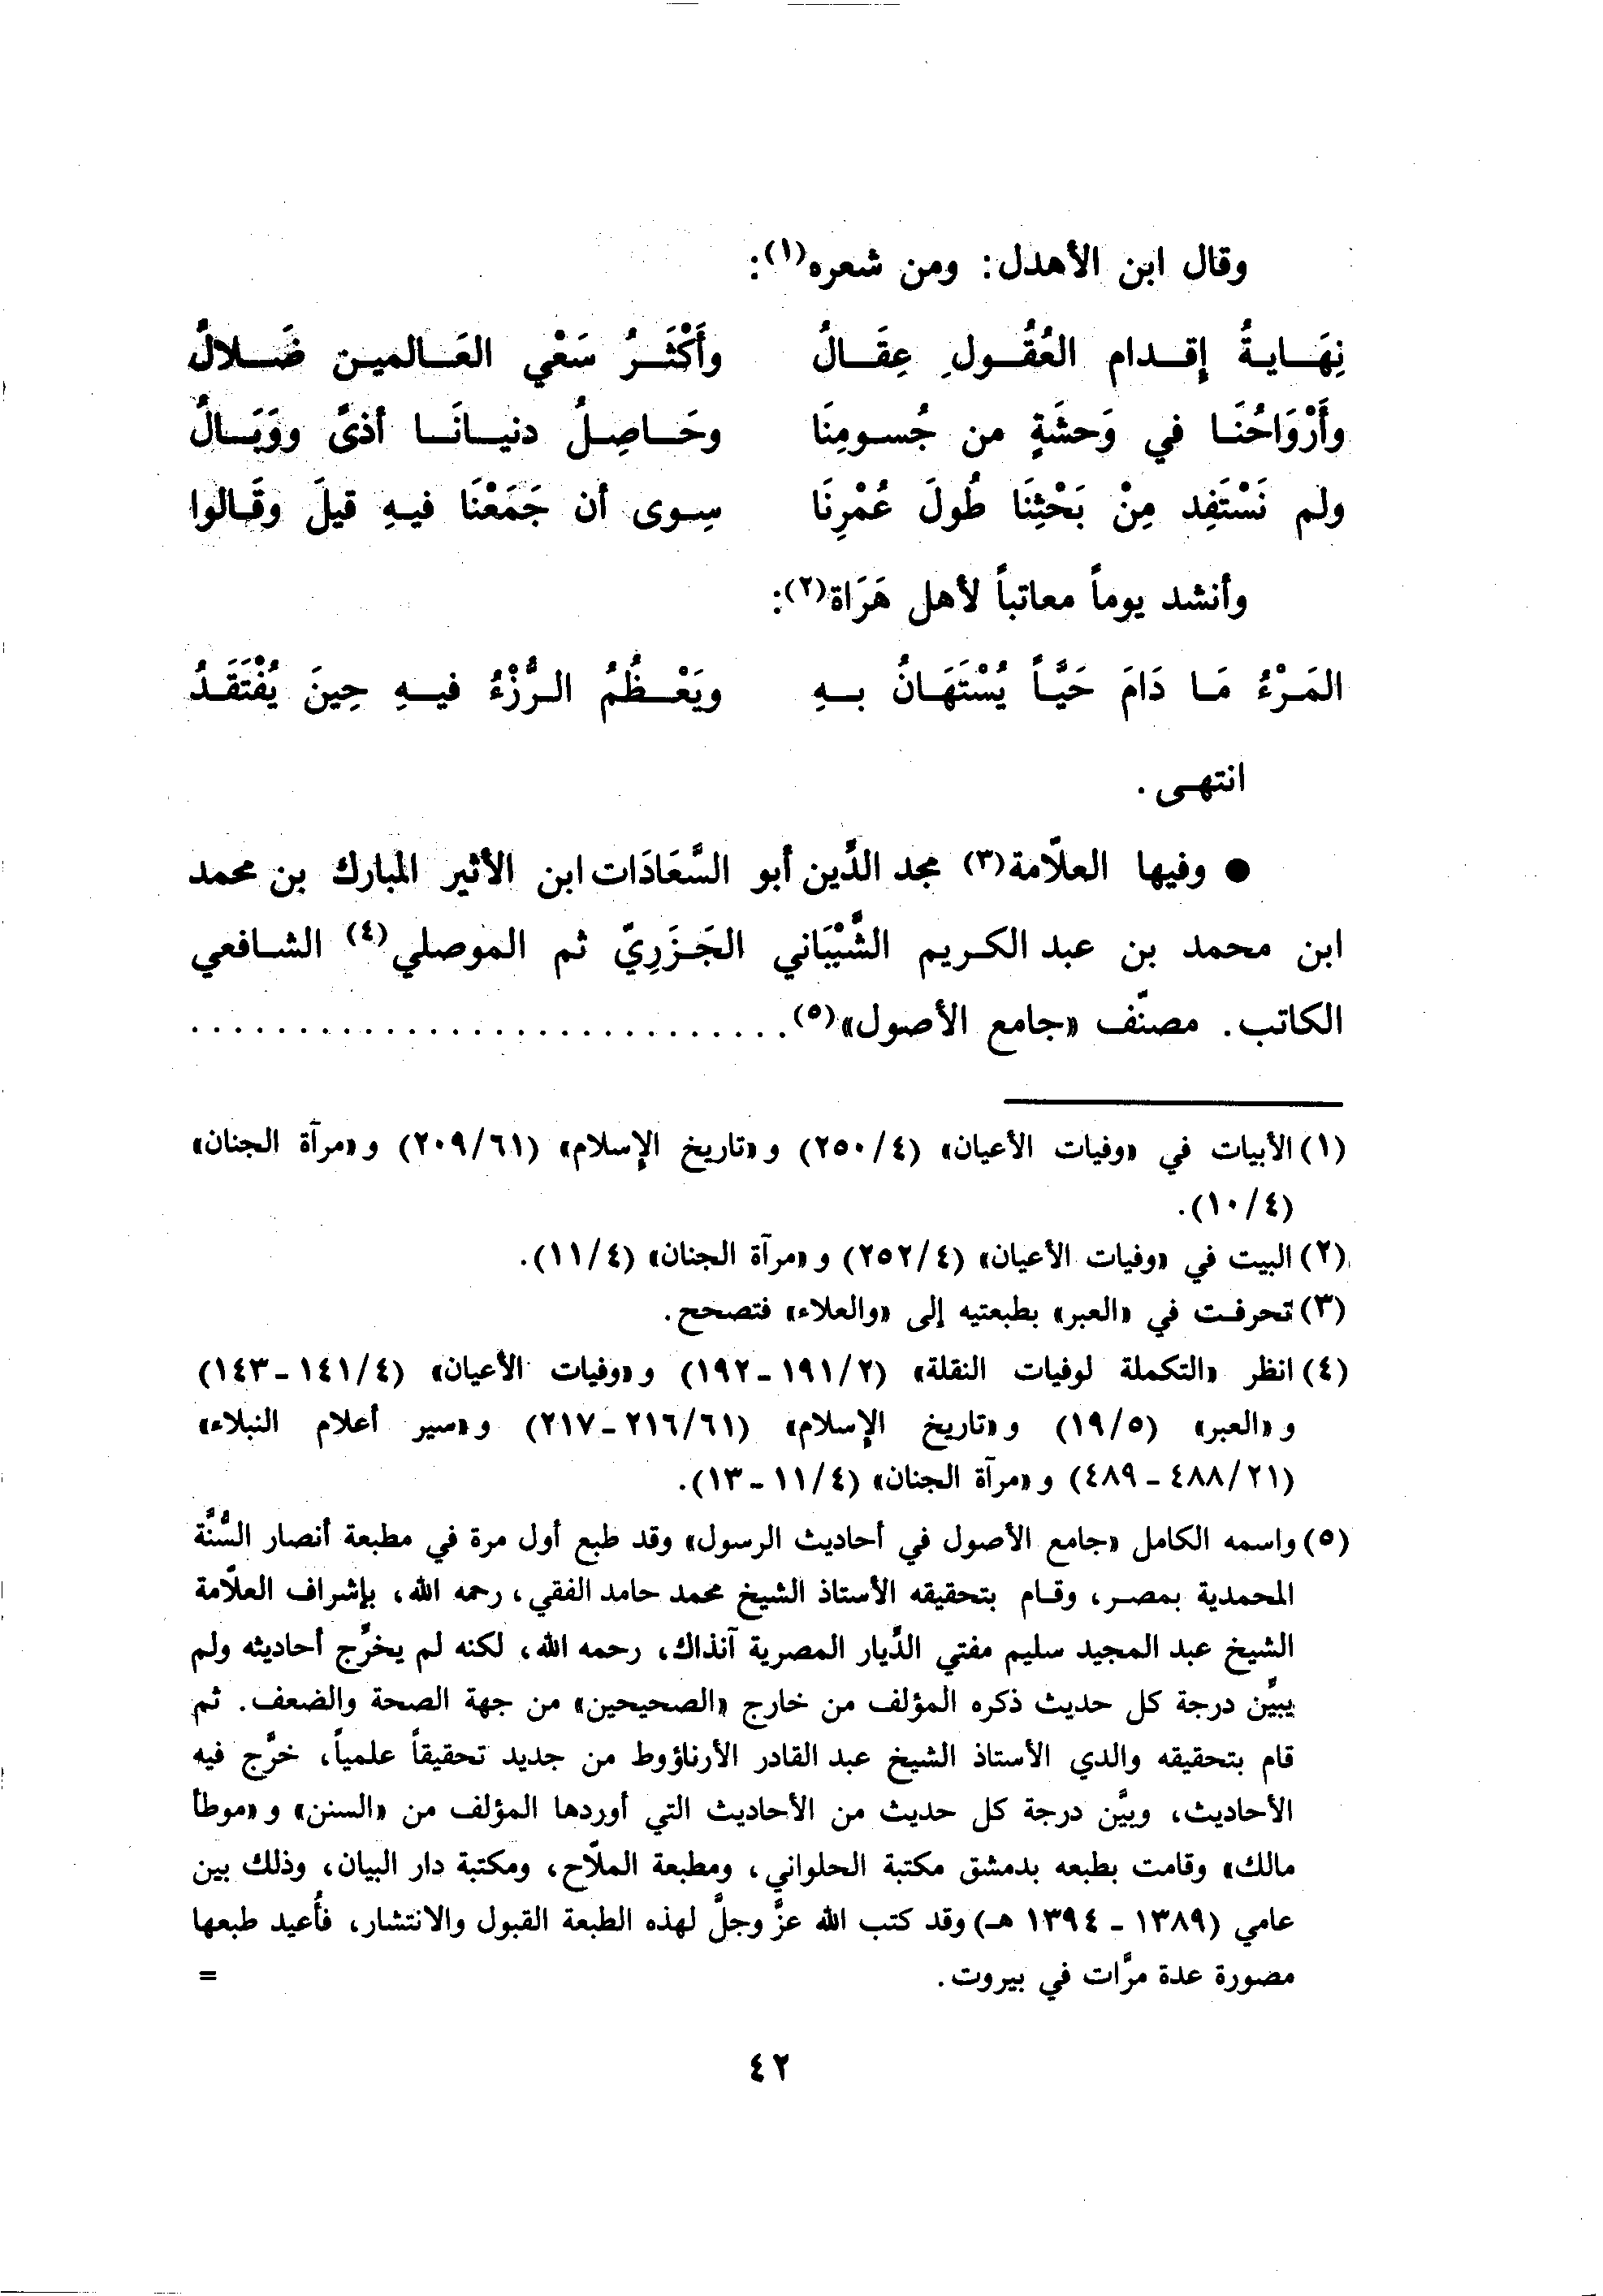 وقال ابن الأهدل: ومن شعره(١):
نِهَايةُ إقدام العُقُولِ عِقَالُ وأَكْثَرُ سَعْي العَالمين ضَلالُ
وأَرْوَاحُنَا في وَحشَةٍ من جُسومِنَا وحَاصِلُ دنيانَا أذىً ووَبَالُ
ولم نَسْتَفِد مِنْ بَحْثِنَا طُولَ عُمْرِنَا سِوى أن جَمَعْنَا فيهِ قيلَ وقَالوا
وأنشد يوماً معاتباً لأهل هَرَاة(٢):
المَرْءُ مَا دَامَ حَيَّاً يُسْتَهَانُ بهِ ويَعْظُمُ الرُّزْءُ فيهِ حِينَ يُفْتَقَدُ
انتهى.
● وفيها العلاّمة(٣) مجد الدِّين أبو السَّعَادَات ابن الأثير المبارك بن محمد
ابن محمد بن عبد الكريم الشَّيْبَاني الجَزَرِيّ ثم الموصلي(٤) الشافعي
الكاتب. مصنّف «جامع الأصول»(٥)............................
(١) الأبيات في «وفيات الأعيان» (٤/٢٥٠) و«تاريخ الإسلام» (٦١/٢٠٩) و«مرآة الجنان»
(٤/١٠).
(٢) البيت في «وفيات الأعيان» (٤/٢٥٢) و«مرآة الجنان» (٤/١١).
(٣) تحرفت في «العبر» بطبعتيه إلى «والعلاء» فتصحح.
(٤) انظر «التكملة لوفيات النقلة» (٢/١٩١ - ١٩٢) و«وفيات الأعيان» (٤/١٤١ - ١٤٣)
و«العبر» (٥/١٩) و«تاريخ الإسلام» (٦١/٢١٦ - ٢١٧) و«سير أعلام النبلاء»
(٢١/٤٨٨ - ٤٨٩) و«مرآة الجنان» (٤/١١ - ١٣).
(٥) واسمه الكامل «جامع الأصول في أحاديث الرسول» وقد طبع أول مرة في مطبعة أنصار السُّنَّة
المحمدية بمصر، وقام بتحقيقه الأستاذ الشيخ محمد حامد الفقي، رحمه الله، بإشراف العلاّمة
الشيخ عبد المجيد سليم مفتي الدِّيار المصرية آنذاك، رحمه الله، لكنه لم يخرِّج أحاديثه ولم
يبيِّن درجة كل حديث ذكره المؤلف من خارج «الصحيحين» من جهة الصحة والضعف. ثم
قام بتحقيقه والدي الأستاذ الشيخ عبد القادر الأرناؤوط من جديد تحقيقاً علمياً، خرَّج فيه
الأحاديث، وبيَّن درجة كل حديث من الأحاديث التي أوردها المؤلف من «السنن» و«موطأ
مالك» وقامت بطبعه بدمشق مكتبة الحلواني، ومطبعة الملاّح، ومكتبة دار البيان، وذلك بين
عامي (١٣٨٩ - ١٣٩٤ هـ) وقد كتب الله عزَّ وجلَّ لهذه الطبعة القبول والانتشار، فأُعيد طبعها
مصورة عدة مرَّات في بيروت. =
٤٢